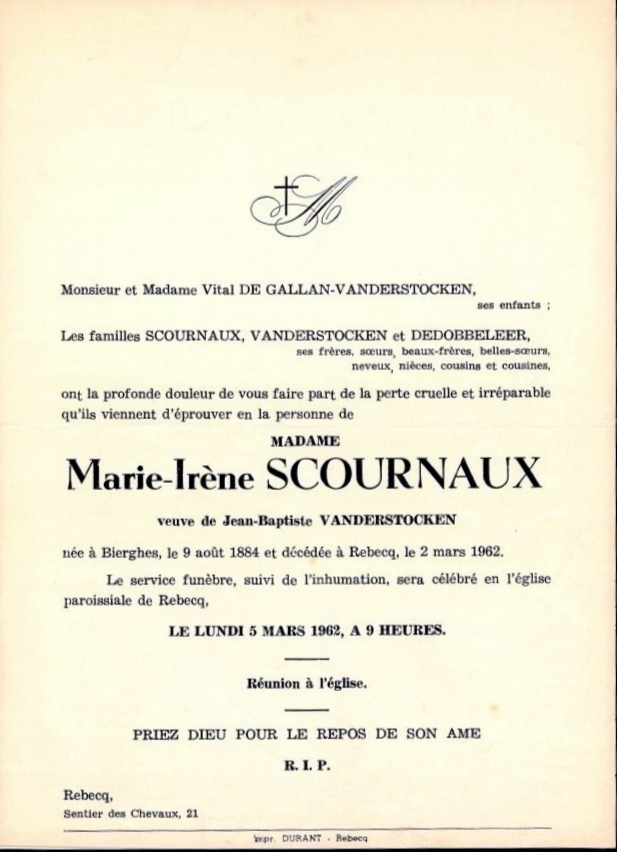 M
Monsieur et Madame Vital DE GALLAN-VANDERSTOCKEN,
ses enfants ;
Les familles SCOURNAUX, VANDERSTOCKEN et DEDOBBELEER,
ses frères, sœurs, beaux-frères, belles-sœurs,
neveux, nièces, cousins et cousines,
ont la profonde douleur de vous faire part de la perte cruelle et irréparable
qu'ils viennent d'éprouver en la personne de
MADAME
Marie-Irène SCOURNAUX
veuve de Jean-Baptiste VANDERSTOCKEN
née à Bierghes, le 9 août 1884 et décédée à Rebecq, le 2 mars 1962.
Le service funèbre, suivi de l'inhumation, sera célébré en l'église
paroissiale de Rebecq,
LE LUNDI 5 MARS 1962, A 9 HEURES.
Réunion à l'église.
PRIEZ DIEU POUR LE REPOS DE SON AME
R. I. P.
Rebecq,
Sentier des Chevaux, 21
Impr. DURANT - Rebecq